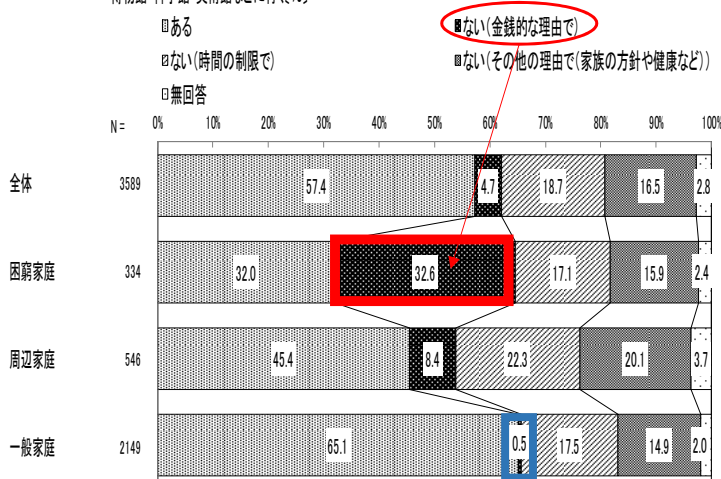 ある
ない(金銭的な理由で)
ない(時間の制限で)
ない(その他の理由で(家族の方針や健康など))
無回答
N= 0% 10% 20% 30% 40% 50% 60% 70% 80% 90% 100%
全体 3589 57.4 4.7 18.7 16.5 2.8
困窮家庭 334 32.0 32.6 17.1 15.9 2.4
周辺家庭 546 45.4 8.4 22.3 20.1 3.7
一般家庭 2149 65.1 0.5 17.5 14.9 2.0